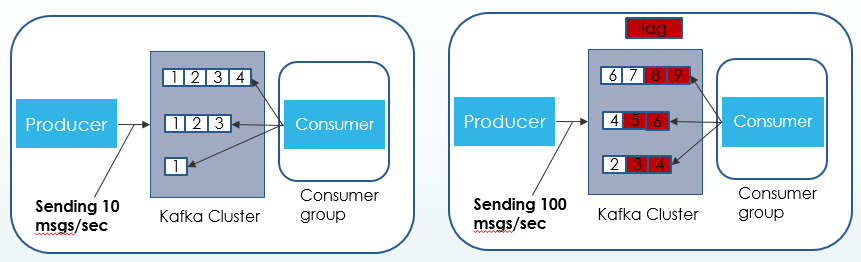 Producer
1 2 3 4
1 2 3
1
Consumer
Sending 10
msgs/sec
Kafka Cluster
Consumer
group
lag
Producer
6 7 8 9
4 5 6
2 3 4
Consumer
Sending 100
msgs/sec
Kafka Cluster
Consumer
group